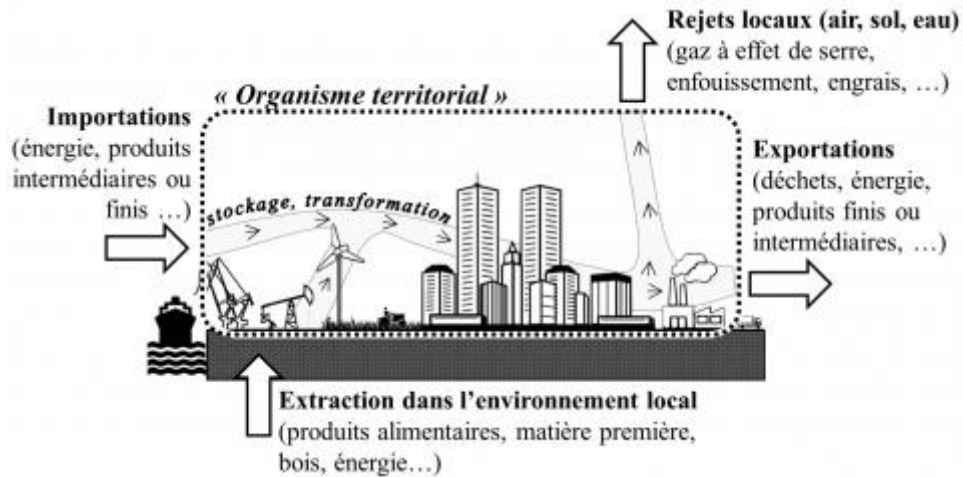 Rejets locaux (air, sol, eau)
(gaz à effet de serre,
enfouissement, engrais, …)
« Organisme territorial »
Importations
(énergie, produits
intermédiaires ou
finis …)
stockage, transformation
Exportations
(déchets, énergie,
produits finis ou
intermédiaires, …)
Extraction dans l’environnement local
(produits alimentaires, matière première,
bois, énergie…)